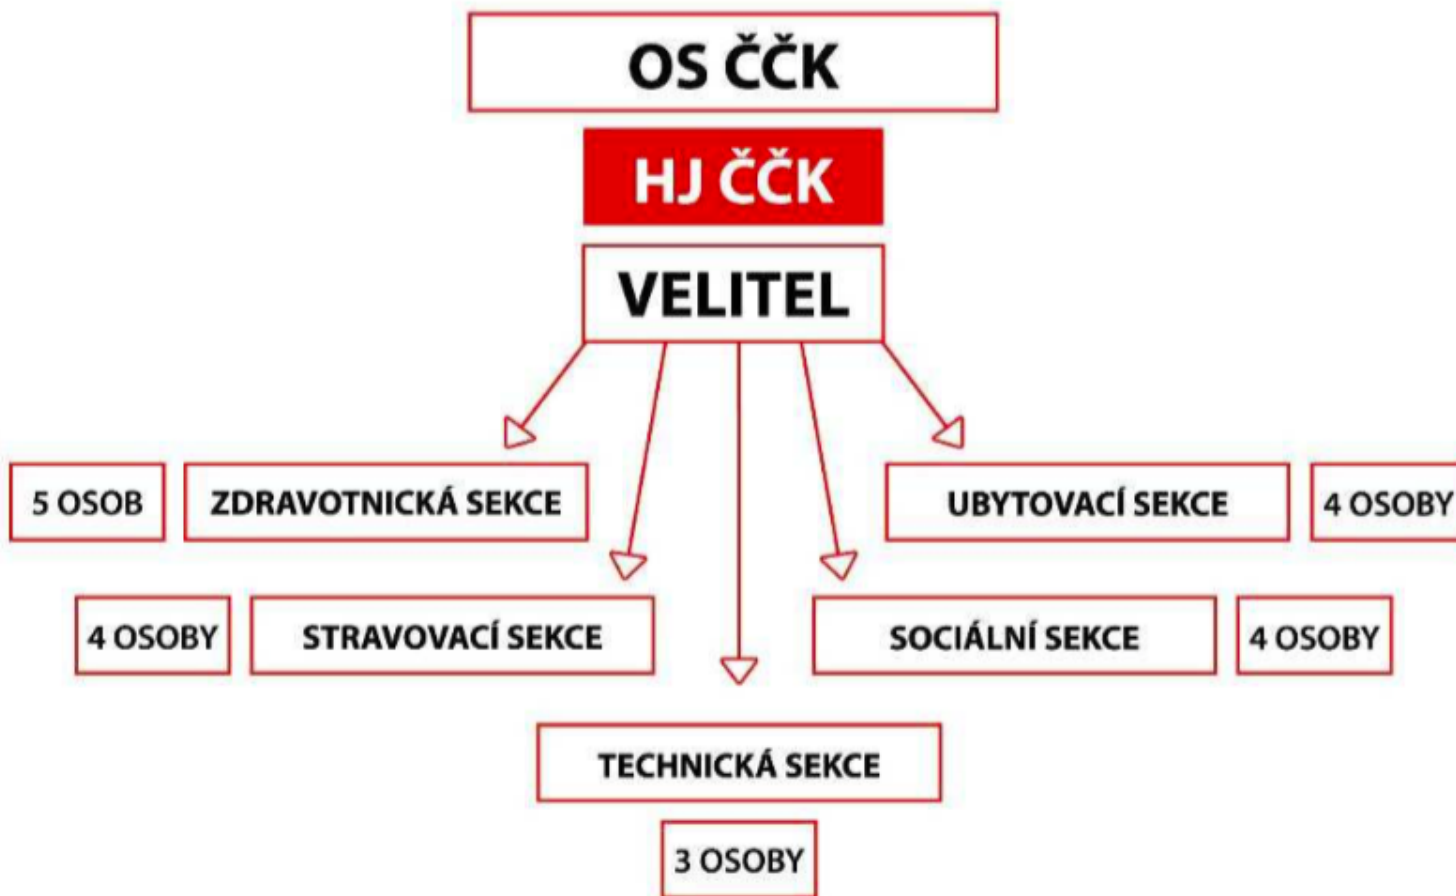 OS ČČK
HJ ČČK
VELITEL
5 OSOB
ZDRAVOTNICKÁ SEKCE
UBYTOVACÍ SEKCE
4 OSOBY
4 OSOBY
STRAVOVACÍ SEKCE
SOCIÁLNÍ SEKCE
4 OSOBY
TECHNICKÁ SEKCE
3 OSOBY